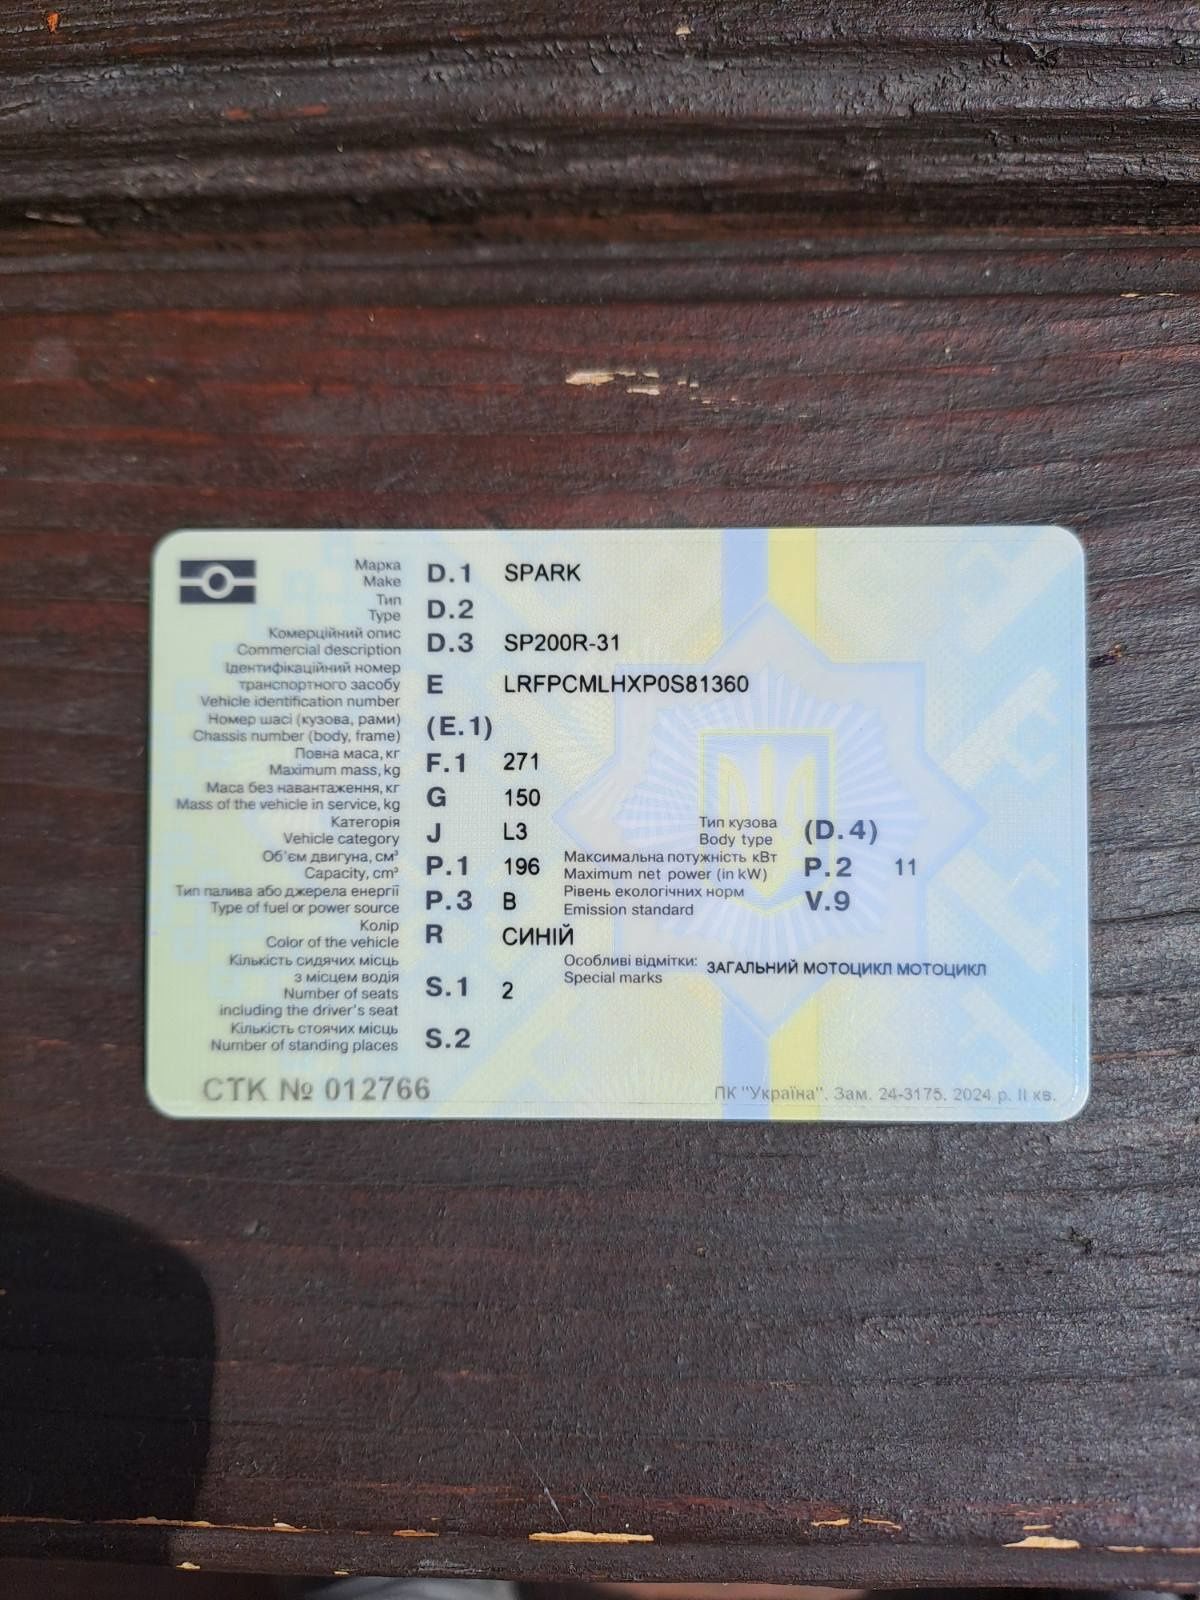 Марка
Make D.1 SPARK
Тип
Type D.2
Комерційний опис
Commercial description D.3 SP200R-31
Ідентифікаційний номер
транспортного засобу
Vehicle identification number E LRFPCMLHXP0S81360
Номер шасі (кузова, рами)
Chassis number (body, frame) (E.1)
Повна маса, кг
Maximum mass, kg F.1 271
Маса без навантаження, кг
Mass of the vehicle in service, kg G 150
Категорія
Vehicle category J L3
Тип кузова
Body type (D.4)
Об'єм двигуна, см³
Capacity, cm³ P.1 196
Максимальна потужність кВт
Maximum net power (in kW) P.2 11
Тип палива або джерела енергії
Type of fuel or power source P.3 B
Рівень екологічних норм
Emission standard V.9
Колір
Color of the vehicle R СИНІЙ
Особливі відмітки:
Special marks ЗАГАЛЬНИЙ МОТОЦИКЛ МОТОЦИКЛ
Кількість сидячих місць
з місцем водія
Number of seats
including the driver's seat S.1 2
Кількість стоячих місць
Number of standing places S.2
СТК № 012766
ПК "Україна". Зам. 24-3175. 2024 р. II кв.